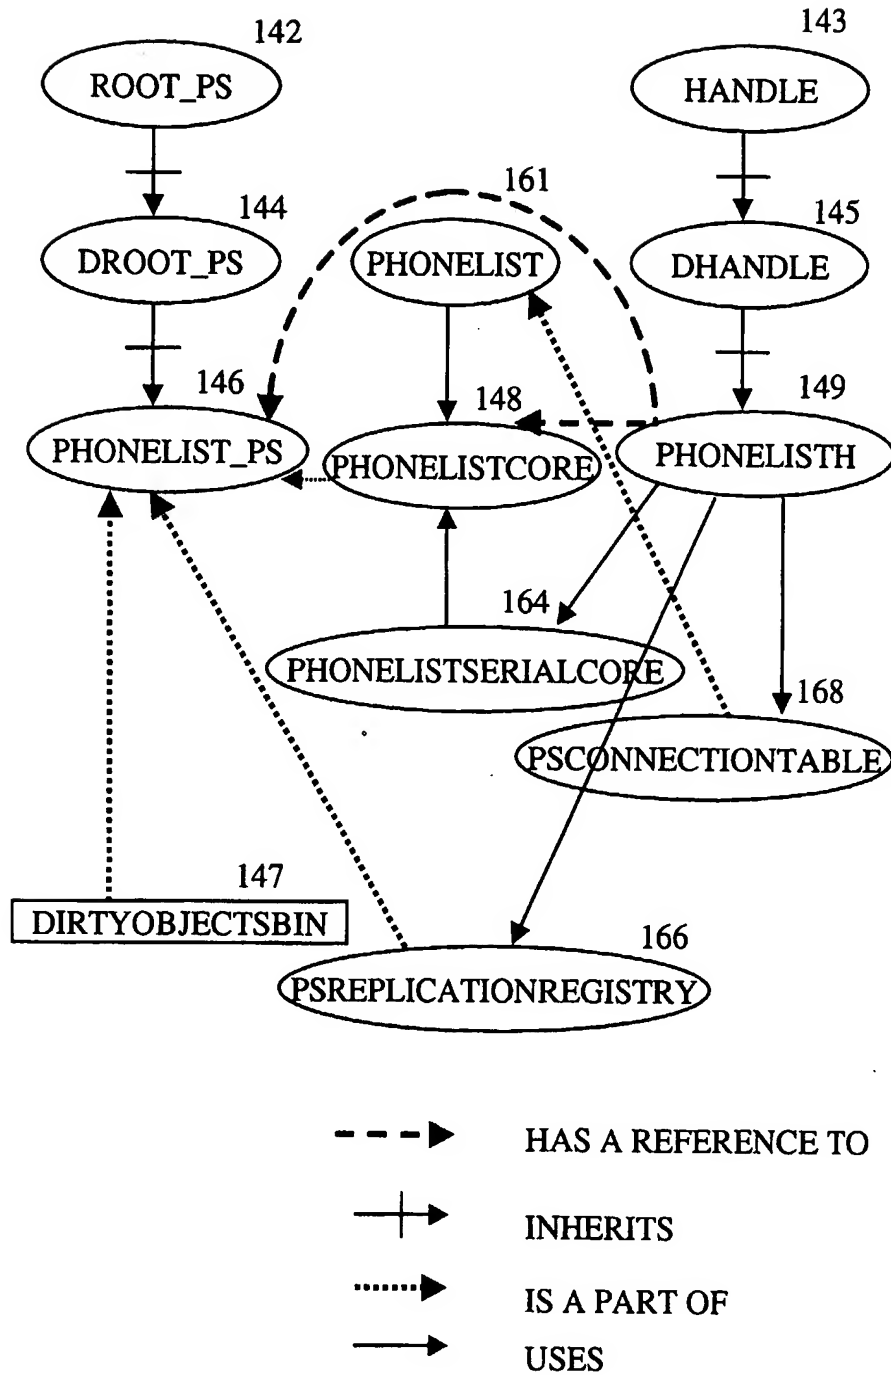 142
143
ROOT_PS
HANDLE
144
161
145
DROOT_PS
PHONELIST
DHANDLE
146
148
149
PHONELIST_PS
PHONELISTCORE
PHONELISTH
164
PHONELISTSERIALCORE
168
PSCONNECTIONTABLE
147
DIRTYOBJECTSBIN
166
PSREPLICATIONREGISTRY
HAS A REFERENCE TO
INHERITS
IS A PART OF
USES